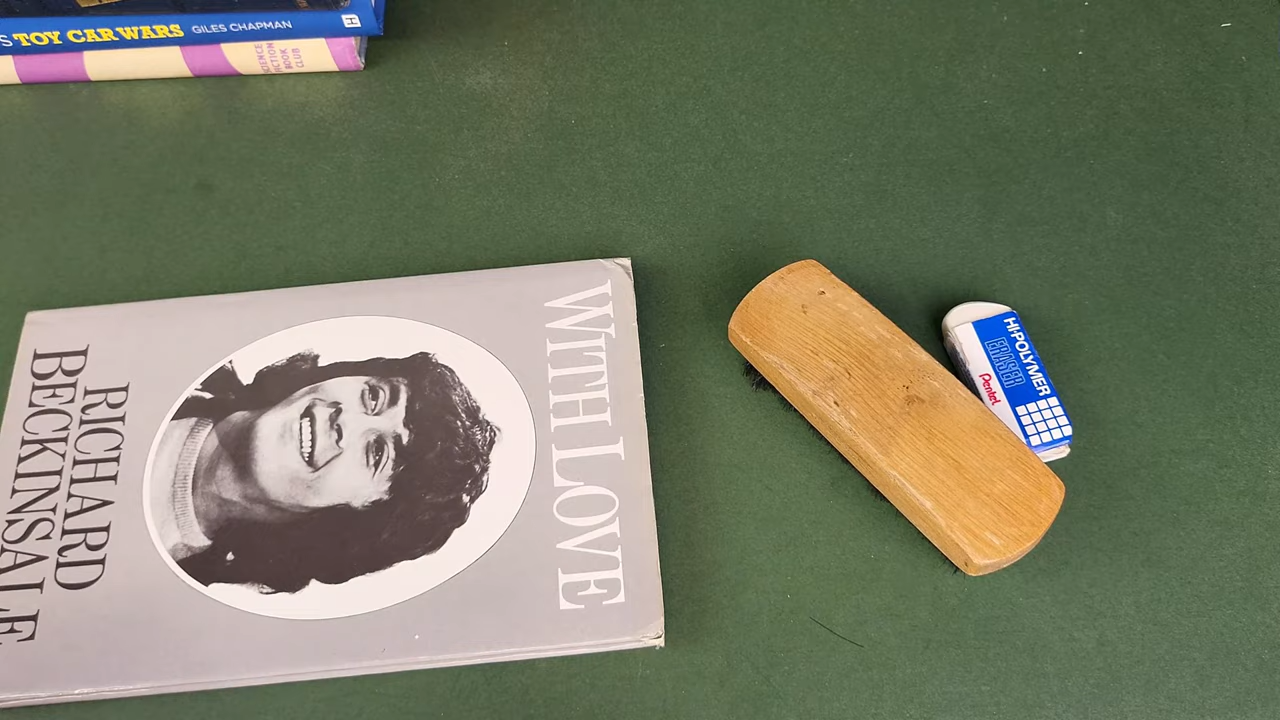 S TOY CAR WARS GILES CHAPMAN
H
SCIENCE
FICTION
BOOK
CLUB
WITH LOVE
RICHARD
BECKINSALE
HI-POLYMER
ERASER
Pentel